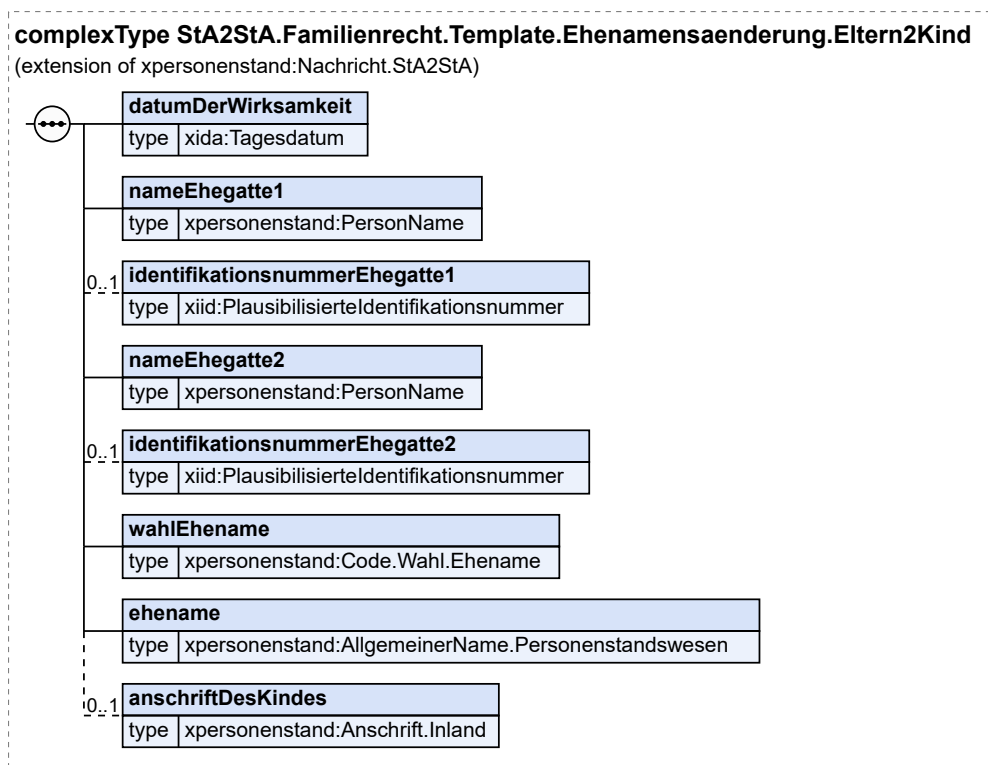 complexType StA2StA.Familienrecht.Template.Ehenamensaenderung.Eltern2Kind
(extension of xpersonenstand:Nachricht.StA2StA)
datumDerWirksamkeit
type xida:Tagesdatum
nameEhegatte1
type xpersonenstand:PersonName
0..1 identifikationsnummerEhegatte1
type xiid:PlausibilisierteIdentifikationsnummer
nameEhegatte2
type xpersonenstand:PersonName
0..1 identifikationsnummerEhegatte2
type xiid:PlausibilisierteIdentifikationsnummer
wahlEhename
type xpersonenstand:Code.Wahl.Ehename
ehename
type xpersonenstand:AllgemeinerName.Personenstandswesen
0..1 anschriftDesKindes
type xpersonenstand:Anschrift.Inland